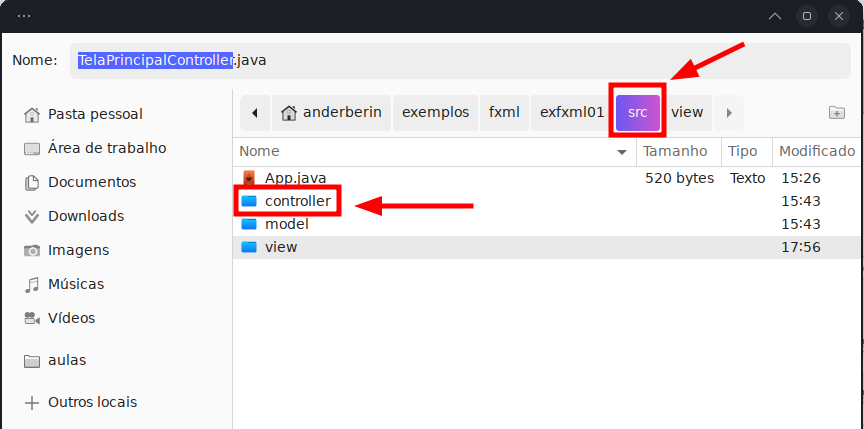 ...
Nome: TelaPrincipalController.java
Pasta pessoal
Área de trabalho
Documentos
Downloads
Imagens
Músicas
Vídeos
aulas
Outros locais
anderberin exemplos fxml exfxml01 src view
Nome Tamanho Tipo Modificado
App.java 520 bytes Texto 15:26
controller 15:43
model 15:43
view 17:56